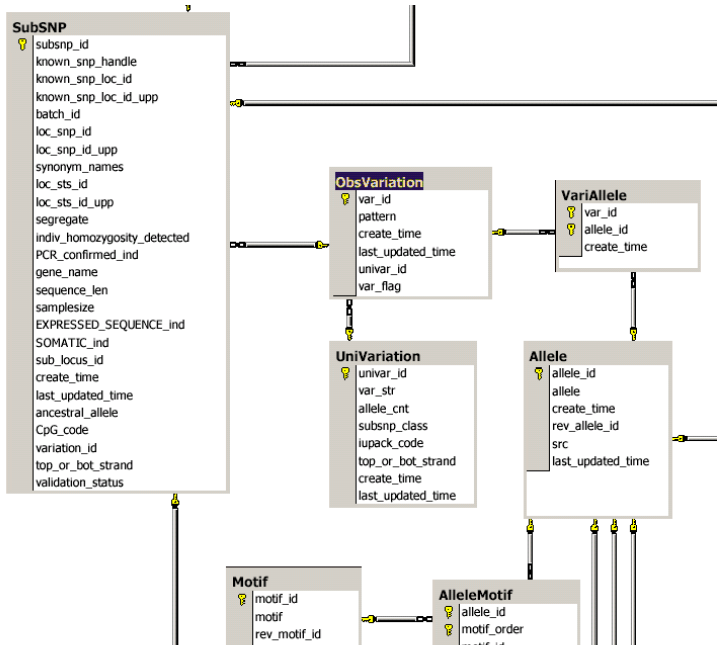 SubSNP
subsnp_id
known_snp_handle
known_snp_loc_id
known_snp_loc_id_upp
batch_id
loc_snp_id
loc_snp_id_upp
synonym_names
loc_sts_id
loc_sts_id_upp
segregate
indiv_homozygosity_detected
PCR_confirmed_ind
gene_name
sequence_len
samplesize
EXPRESSED_SEQUENCE_ind
SOMATIC_ind
sub_locus_id
create_time
last_updated_time
ancestral_allele
CpG_code
variation_id
top_or_bot_strand
validation_status
ObsVariation
var_id
pattern
create_time
last_updated_time
univar_id
var_flag
VariAllele
var_id
allele_id
create_time
UniVariation
univar_id
var_str
allele_cnt
subsnp_class
iupack_code
top_or_bot_strand
create_time
last_updated_time
Allele
allele_id
allele
create_time
rev_allele_id
src
last_updated_time
Motif
motif_id
motif
rev_motif_id
AlleleMotif
allele_id
motif_order